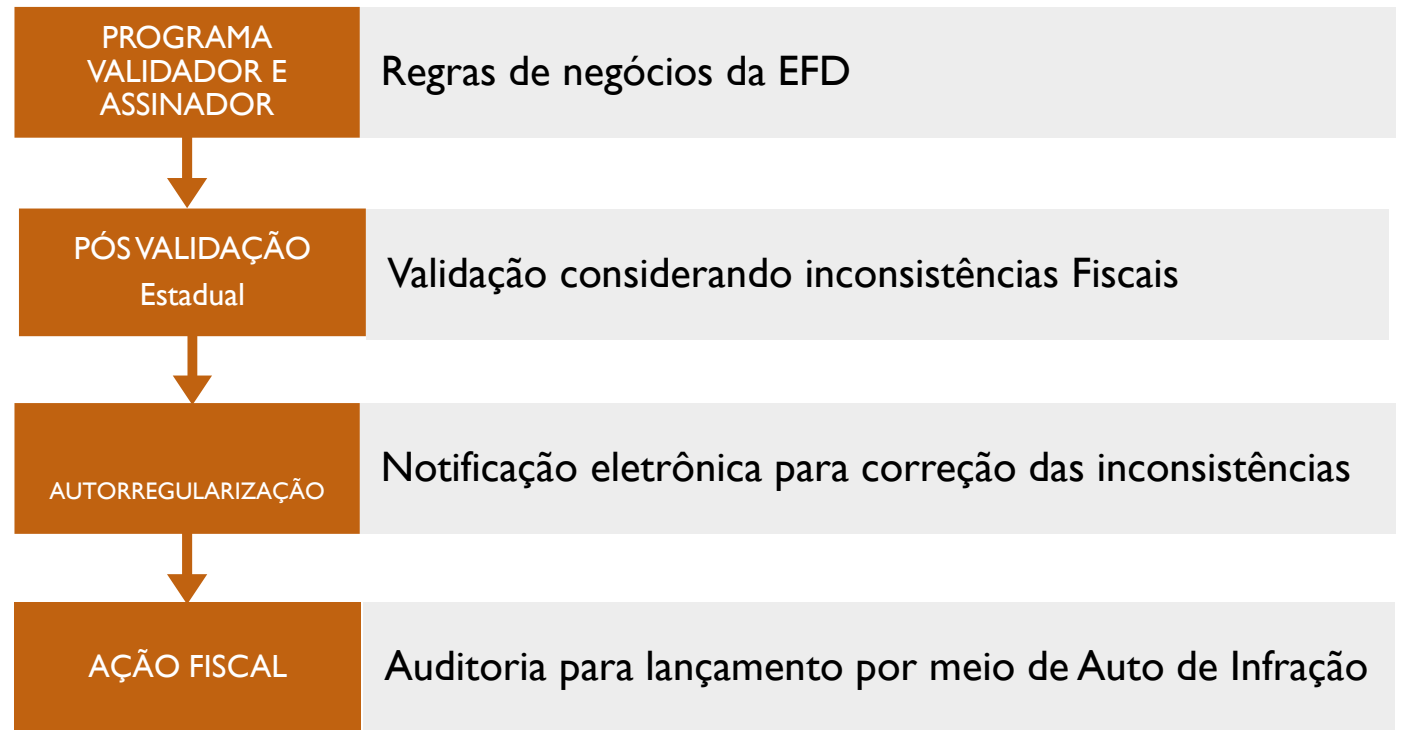 PROGRAMA
VALIDADOR E
ASSINADOR
Regras de negócios da EFD
PÓS VALIDAÇÃO
Estadual
Validação considerando inconsistências Fiscais
AUTORREGULARIZAÇÃO
Notificação eletrônica para correção das inconsistências
AÇÃO FISCAL
Auditoria para lançamento por meio de Auto de Infração